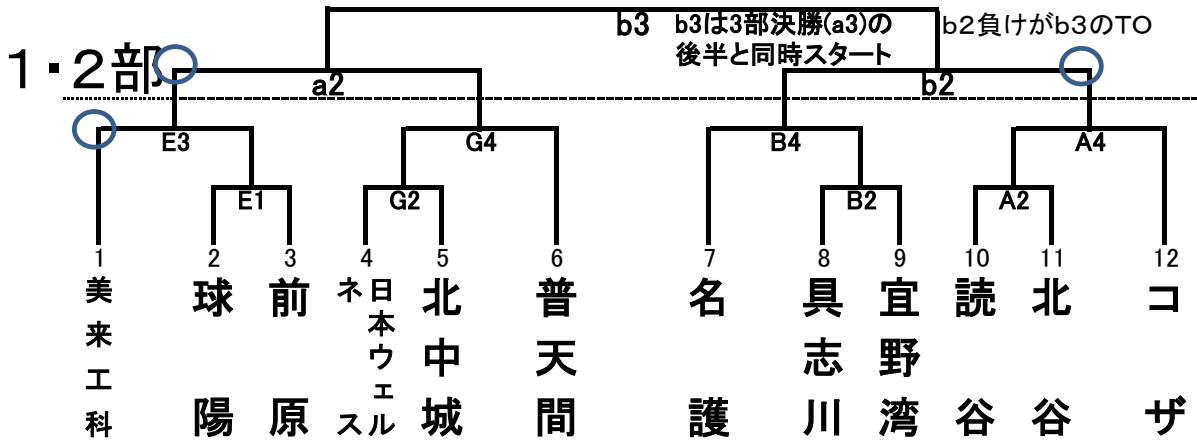 b3 b3は3部決勝(a3)の b2負けがb3のTO
後半と同時スタート
1・2部
a2 b2
E3 G4 B4 A4
E1 G2 B2 A2
1 2 3 4 5 6 7 8 9 10 11 12
美来工科
球陽
前原
日本ウェルネス
北中城
普天間
名護
具志川
宜野湾
読谷
北谷
コザ